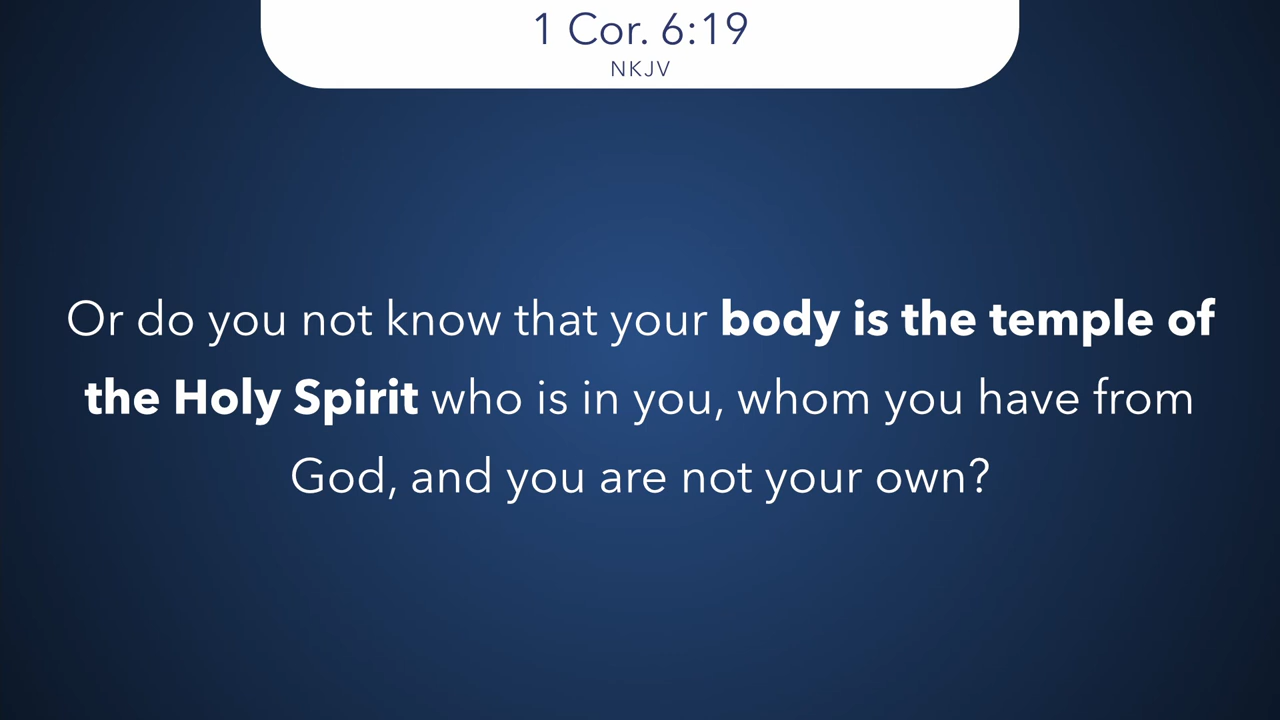 1 Cor. 6:19
NKJV
Or do you not know that your body is the temple of
the Holy Spirit who is in you, whom you have from
God, and you are not your own?